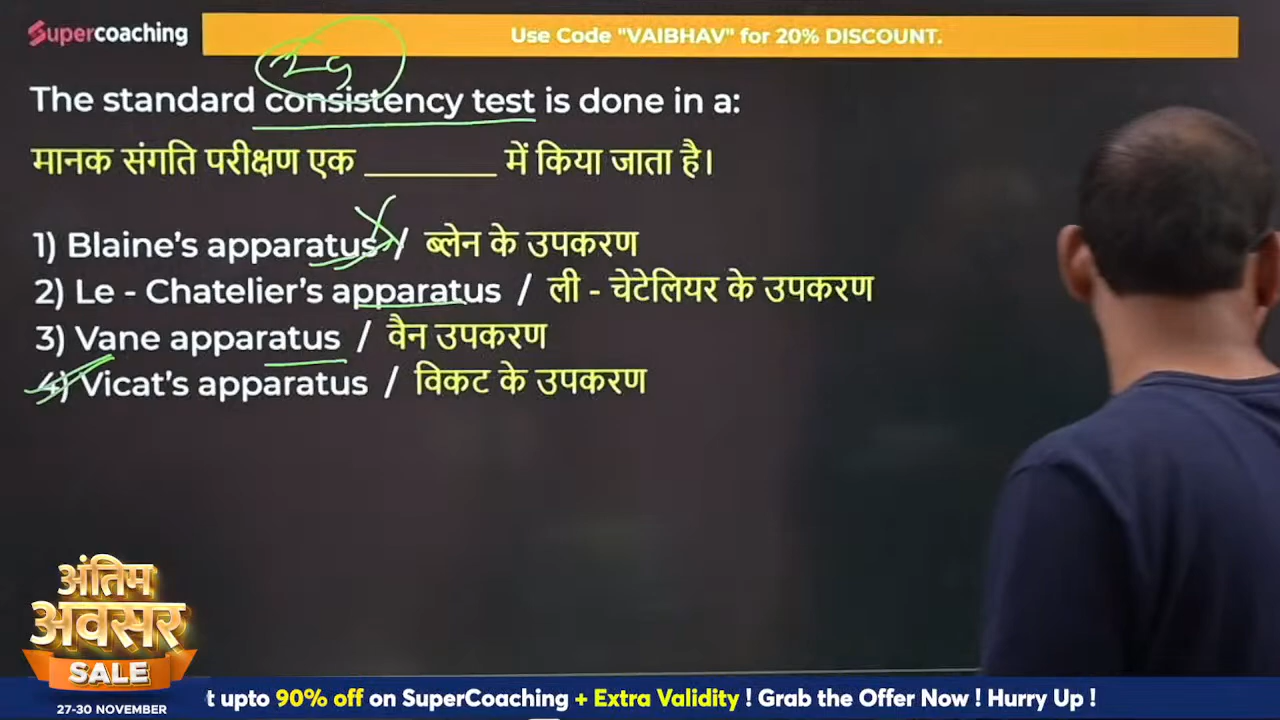 Supercoaching
Use Code "VAIBHAV" for 20% DISCOUNT.
The standard consistency test is done in a:
मानक संगति परीक्षण एक ________ में किया जाता है।
1) Blaine's apparatus / ब्लेन के उपकरण
2) Le - Chatelier's apparatus / ली - चेटेलियर के उपकरण
3) Vane apparatus / वैन उपकरण
4) Vicat's apparatus / विकट के उपकरण
अंतिम
अवसर
SALE
27-30 NOVEMBER
t upto 90% off on SuperCoaching + Extra Validity ! Grab the Offer Now ! Hurry Up !